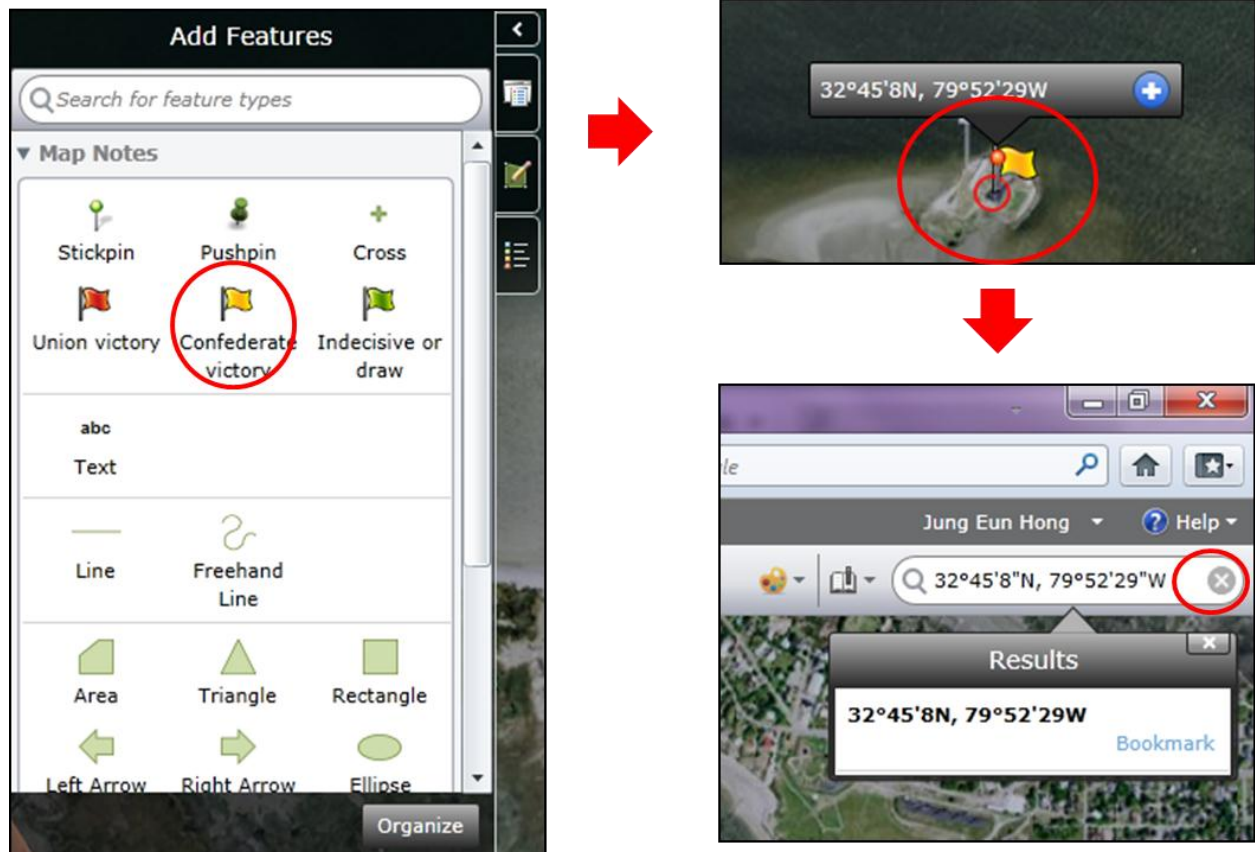 Add Features
Search for feature types
Map Notes
Stickpin Pushpin Cross
Union victory Confederate victory Indecisive or draw
abc
Text
Line Freehand Line
Area Triangle Rectangle
Left Arrow Right Arrow Ellipse
Organize
32°45'8N, 79°52'29W
Jung Eun Hong Help
32°45'8"N, 79°52'29"W
Results
32°45'8N, 79°52'29W
Bookmark